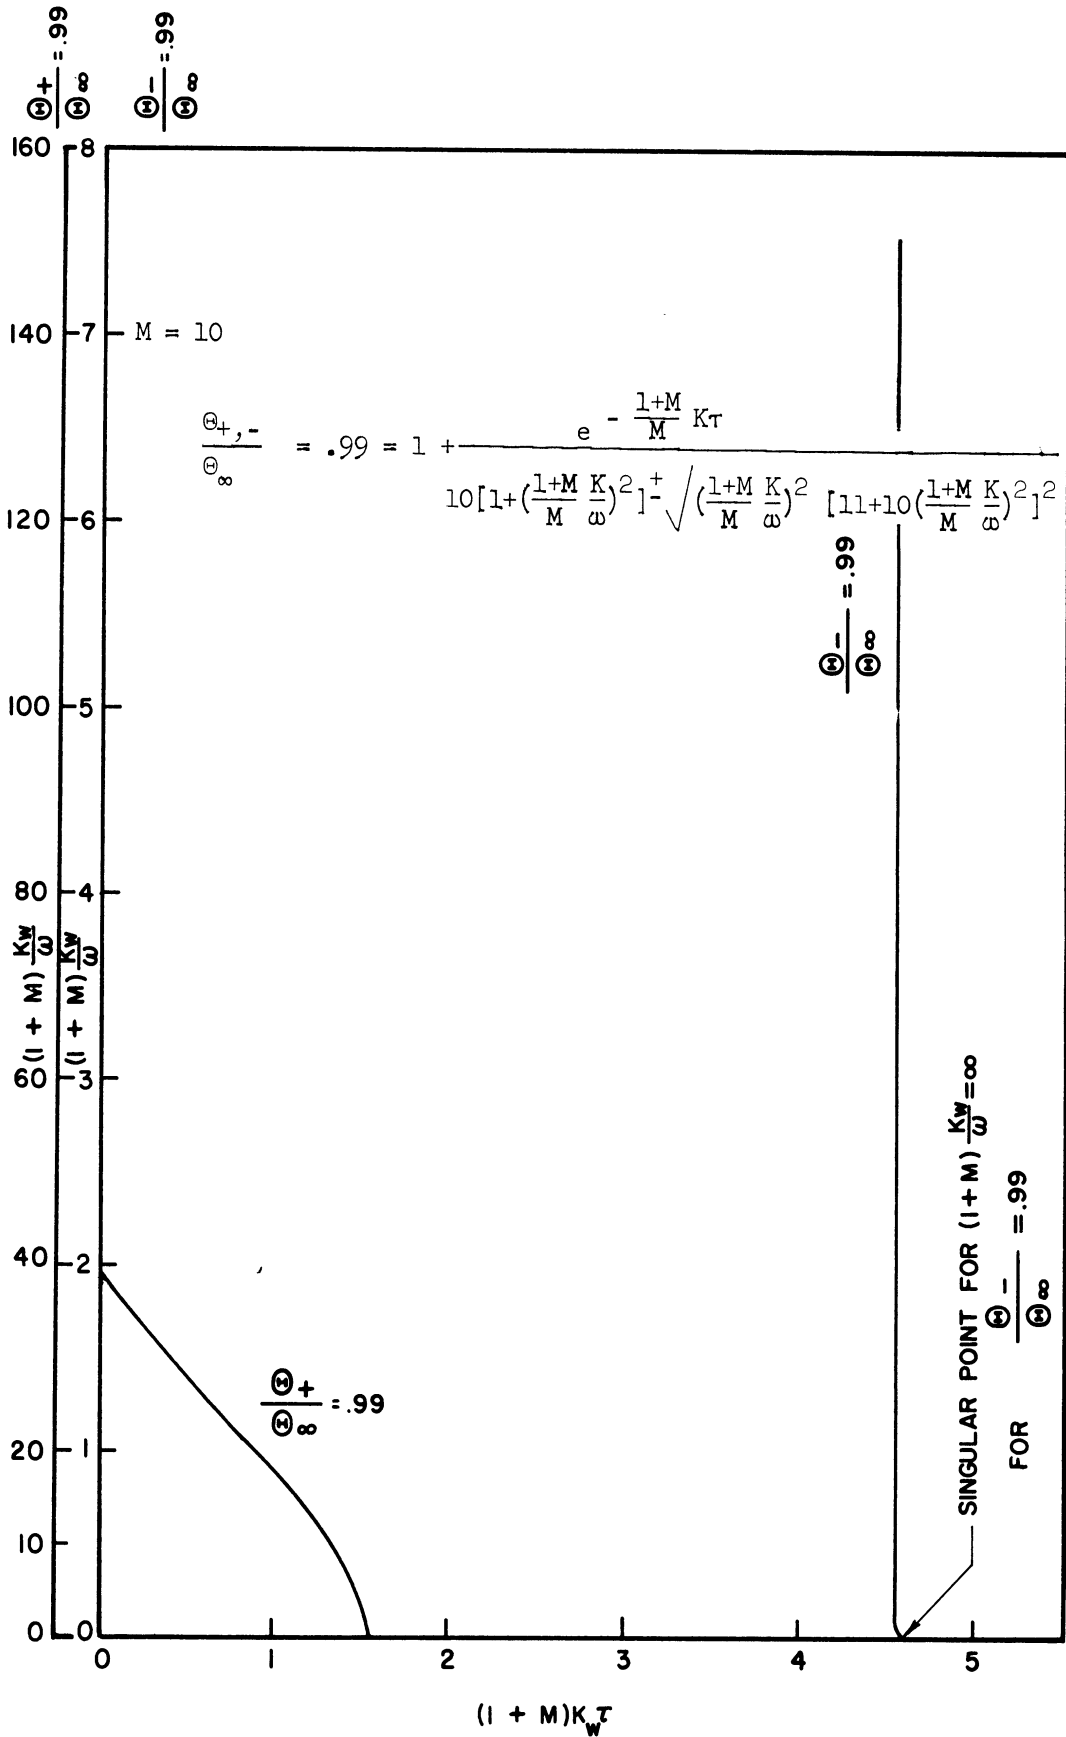 Θ+/Θ∞ = .99
Θ-/Θ∞ = .99
160 8
140 7 M = 10
Θ+,-/Θ∞ = .99 = 1 + e^(- (1+M)/M Kτ) / 10[1+((1+M)/M K/ω)^2] ± √((1+M)/M K/ω)^2 [11+10((1+M)/M K/ω)^2]^2
120 6
Θ-/Θ∞ = .99
100 5
80 4
(1 + M) Kw/ω
(1 + M) Kw/ω
60 3
SINGULAR POINT FOR (1+M) Kw/ω = ∞
FOR Θ-/Θ∞ = .99
40 2
Θ+/Θ∞ = .99
20 1
10
0 0
0 1 2 3 4 5
(1 + M)Kwτ